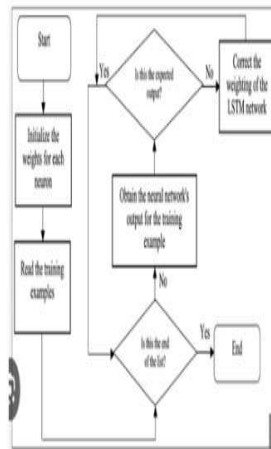 Start
Initialize the
weights for each
neuron
Read the training
examples
Yes
Is this the expected
output?
No
Correct the
weighting of the
LSTM network
Obtain the neural network's
output for the training
example
No
Is this the end
of the list?
Yes
End